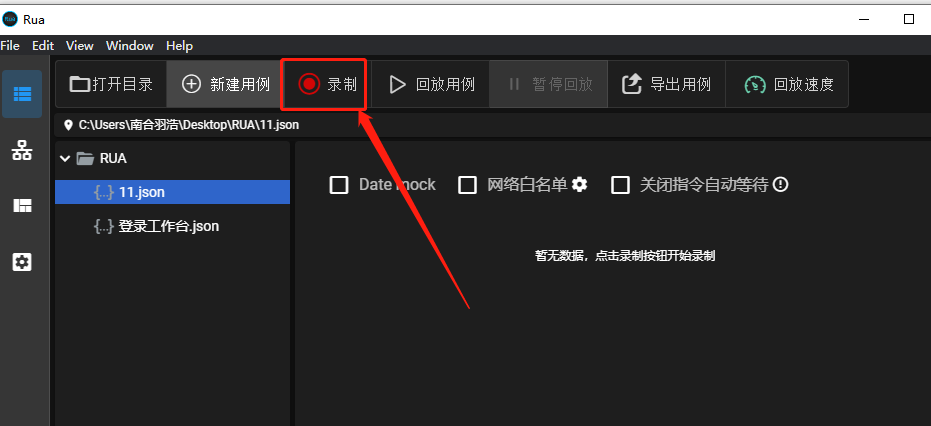 Rua
File Edit View Window Help
打开目录 新建用例 录制 回放用例 暂停回放 导出用例 回放速度
C:\Users\南合羽浩\Desktop\RUA\11.json
RUA
{..} 11.json
{..} 登录工作台.json
Date mock 网络白名单 关闭指令自动等待
暂无数据，点击录制按钮开始录制